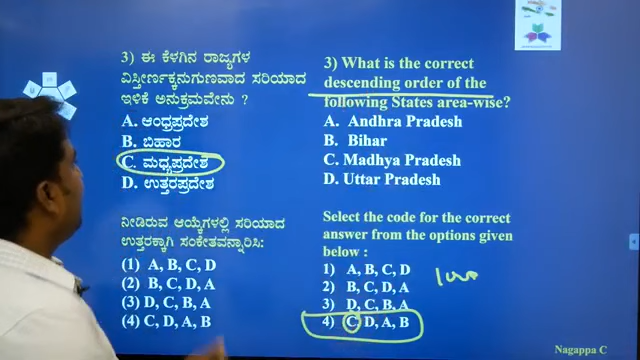 3) ಈ ಕೆಳಗಿನ ರಾಜ್ಯಗಳ
ವಿಸ್ತೀರ್ಣಕ್ಕನುಗುಣವಾದ ಸರಿಯಾದ
ಇಳಿಕೆ ಅನುಕ್ರಮವೇನು ?
A. ಆಂಧ್ರಪ್ರದೇಶ
B. ಬಿಹಾರ
C. ಮಧ್ಯಪ್ರದೇಶ
D. ಉತ್ತರಪ್ರದೇಶ
ನೀಡಿರುವ ಆಯ್ಕೆಗಳಲ್ಲಿ ಸರಿಯಾದ
ಉತ್ತರಕ್ಕಾಗಿ ಸಂಕೇತವನ್ನಾರಿಸಿ:
(1) A, B, C, D
(2) B, C, D, A
(3) D, C, B, A
(4) C, D, A, B
3) What is the correct
descending order of the
following States area-wise?
A. Andhra Pradesh
B. Bihar
C. Madhya Pradesh
D. Uttar Pradesh
Select the code for the correct
answer from the options given
below :
1) A, B, C, D
2) B, C, D, A
3) D, C, B, A
4) C, D, A, B
Nagappa C